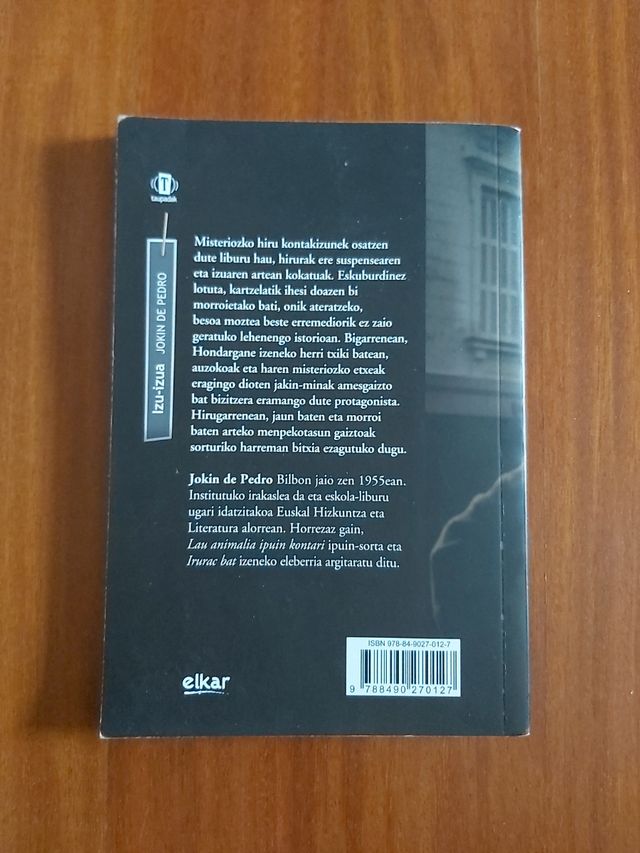 T
taupadak
Izu-izua JOKIN DE PEDRO
Misteriozko hiru kontakizunek osatzen
dute liburu hau, hirurak ere suspensearen
eta izuaren artean kokatuak. Eskuburdinez
lotuta, kartzelatik ihesi doazen bi
morroietako bati, onik ateratzeko,
besoa moztea beste erremediorik ez zaio
geratuko lehenengo istorioan. Bigarrenean,
Hondargane izeneko herri txiki batean,
auzokoak eta haren misteriozko etxeak
eragingo dioten jakin-minak amesgaizto
bat bizitzera eramango dute protagonista.
Hirugarrenean, jaun baten eta morroi
baten arteko menpekotasun gaiztoak
sorturiko harreman bitxia ezagutuko dugu.
Jokin de Pedro Bilbon jaio zen 1955ean.
Institutuko irakaslea da eta eskola-liburu
ugari idatzitakoa Euskal Hizkuntza eta
Literatura alorrean. Horrezaz gain,
Lau animalia ipuin kontari ipuin-sorta eta
Irurac bat izeneko eleberria argitaratu ditu.
ISBN 978-84-9027-012-7
9 788490 270127
elkar